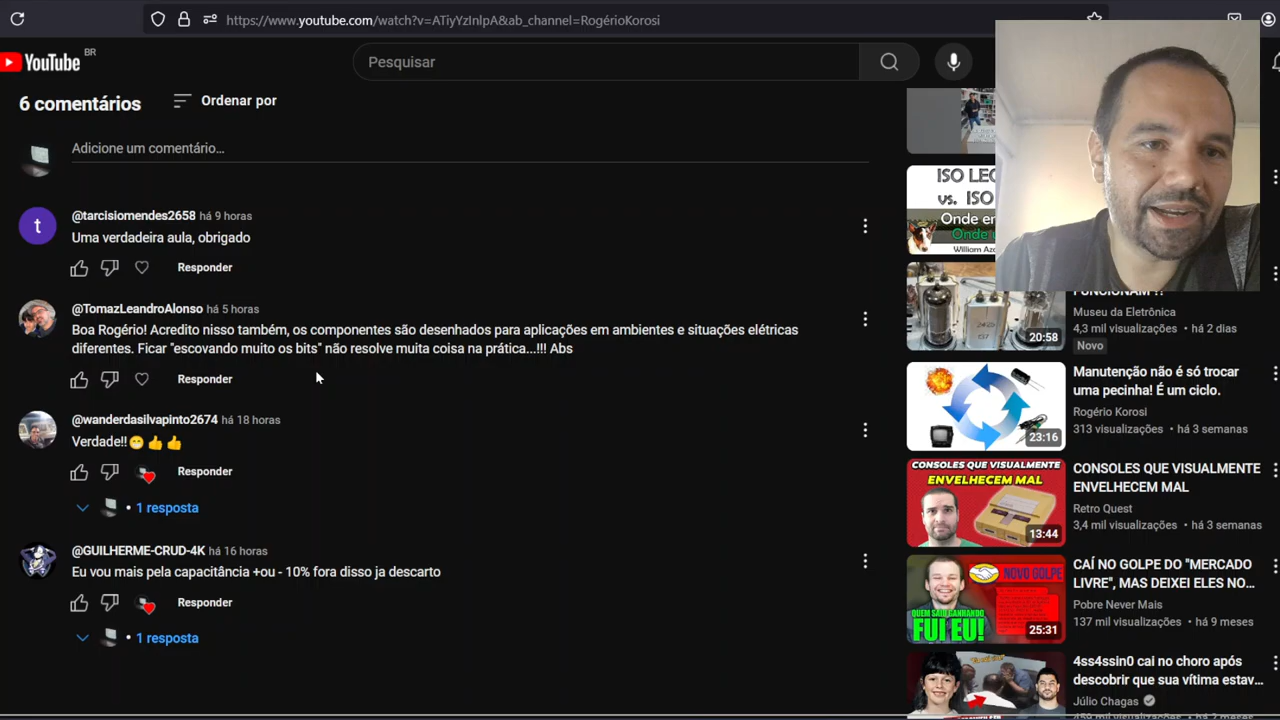 https://www.youtube.com/watch?v=ATiyYzInlpA&ab_channel=RogérioKorosi
YouTube BR
Pesquisar
6 comentários
Ordenar por
Adicione um comentário...
@tarcisiomendes2658 há 9 horas
Uma verdadeira aula, obrigado
Responder
@TomazLeandroAlonso há 5 horas
Boa Rogério! Acredito nisso também, os componentes são desenhados para aplicações em ambientes e situações elétricas
diferentes. Ficar "escovando muito os bits" não resolve muita coisa na prática...!!! Abs
Responder
@wanderdasilvapinto2674 há 18 horas
Verdade!!😁👍👍
Responder
• 1 resposta
t
@GUILHERME-CRUD-4K há 16 horas
Eu vou mais pela capacitância +ou - 10% fora disso ja descarto
Responder
• 1 resposta
ISO
vs. ISO
Onde
Onde
William
20:58
FUNCIONAM ??
Museu da Eletrônica
4,3 mil visualizações • há 2 dias
Novo
23:16
Manutenção não é só trocar
uma pecinha! É um ciclo.
Rogério Korosi
313 visualizações • há 3 semanas
CONSOLES QUE VISUALMENTE
ENVELHECEM MAL
13:44
CONSOLES QUE VISUALMENTE
ENVELHECEM MAL
Retro Quest
3,4 mil visualizações • há 3 semanas
NOVO GOLPE
QUEM SAIU GANHANDO
FUI EU!
25:31
CAÍ NO GOLPE DO "MERCADO
LIVRE", MAS DEIXEI ELES NO...
Pobre Never Mais
137 mil visualizações • há 9 meses
4ss4ssin0 cai no choro após
descobrir que sua vítima estav...
Júlio Chagas